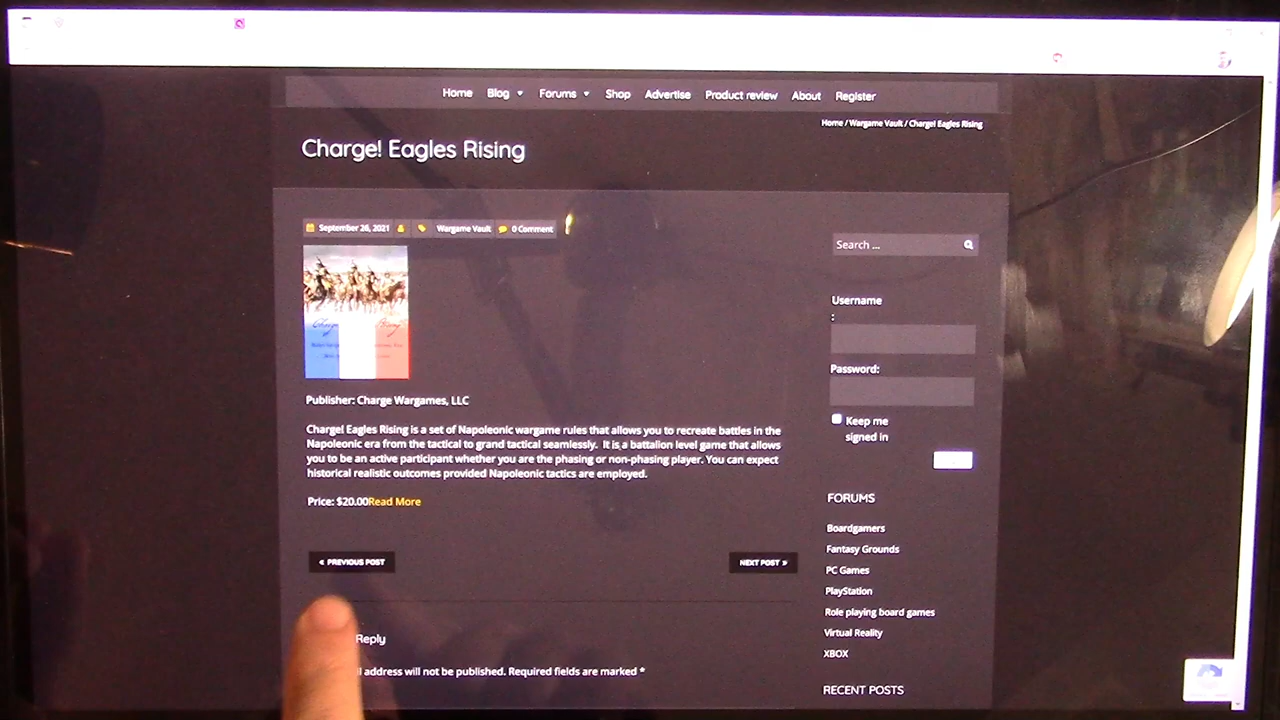 Home Blog Forums Shop Advertise Product review About Register
Home / Wargame Vault / Charge! Eagles Rising
Charge! Eagles Rising
September 26, 2021 Wargame Vault 0 Comment
Search ...
Charge Rising
Username
:
Password:
Publisher: Charge Wargames, LLC
Keep me
signed in
Charge! Eagles Rising is a set of Napoleonic wargame rules that allows you to recreate battles in the
Napoleonic era from the tactical to grand tactical seamlessly. It is a battalion level game that allows
you to be an active participant whether you are the phasing or non-phasing player. You can expect
historical realistic outcomes provided Napoleonic tactics are employed.
Price: $20.00Read More
FORUMS
Boardgamers
Fantasy Grounds
PC Games
PlayStation
Role playing board games
Virtual Reality
XBOX
RECENT POSTS
« PREVIOUS POST
NEXT POST »
Reply
address will not be published. Required fields are marked *